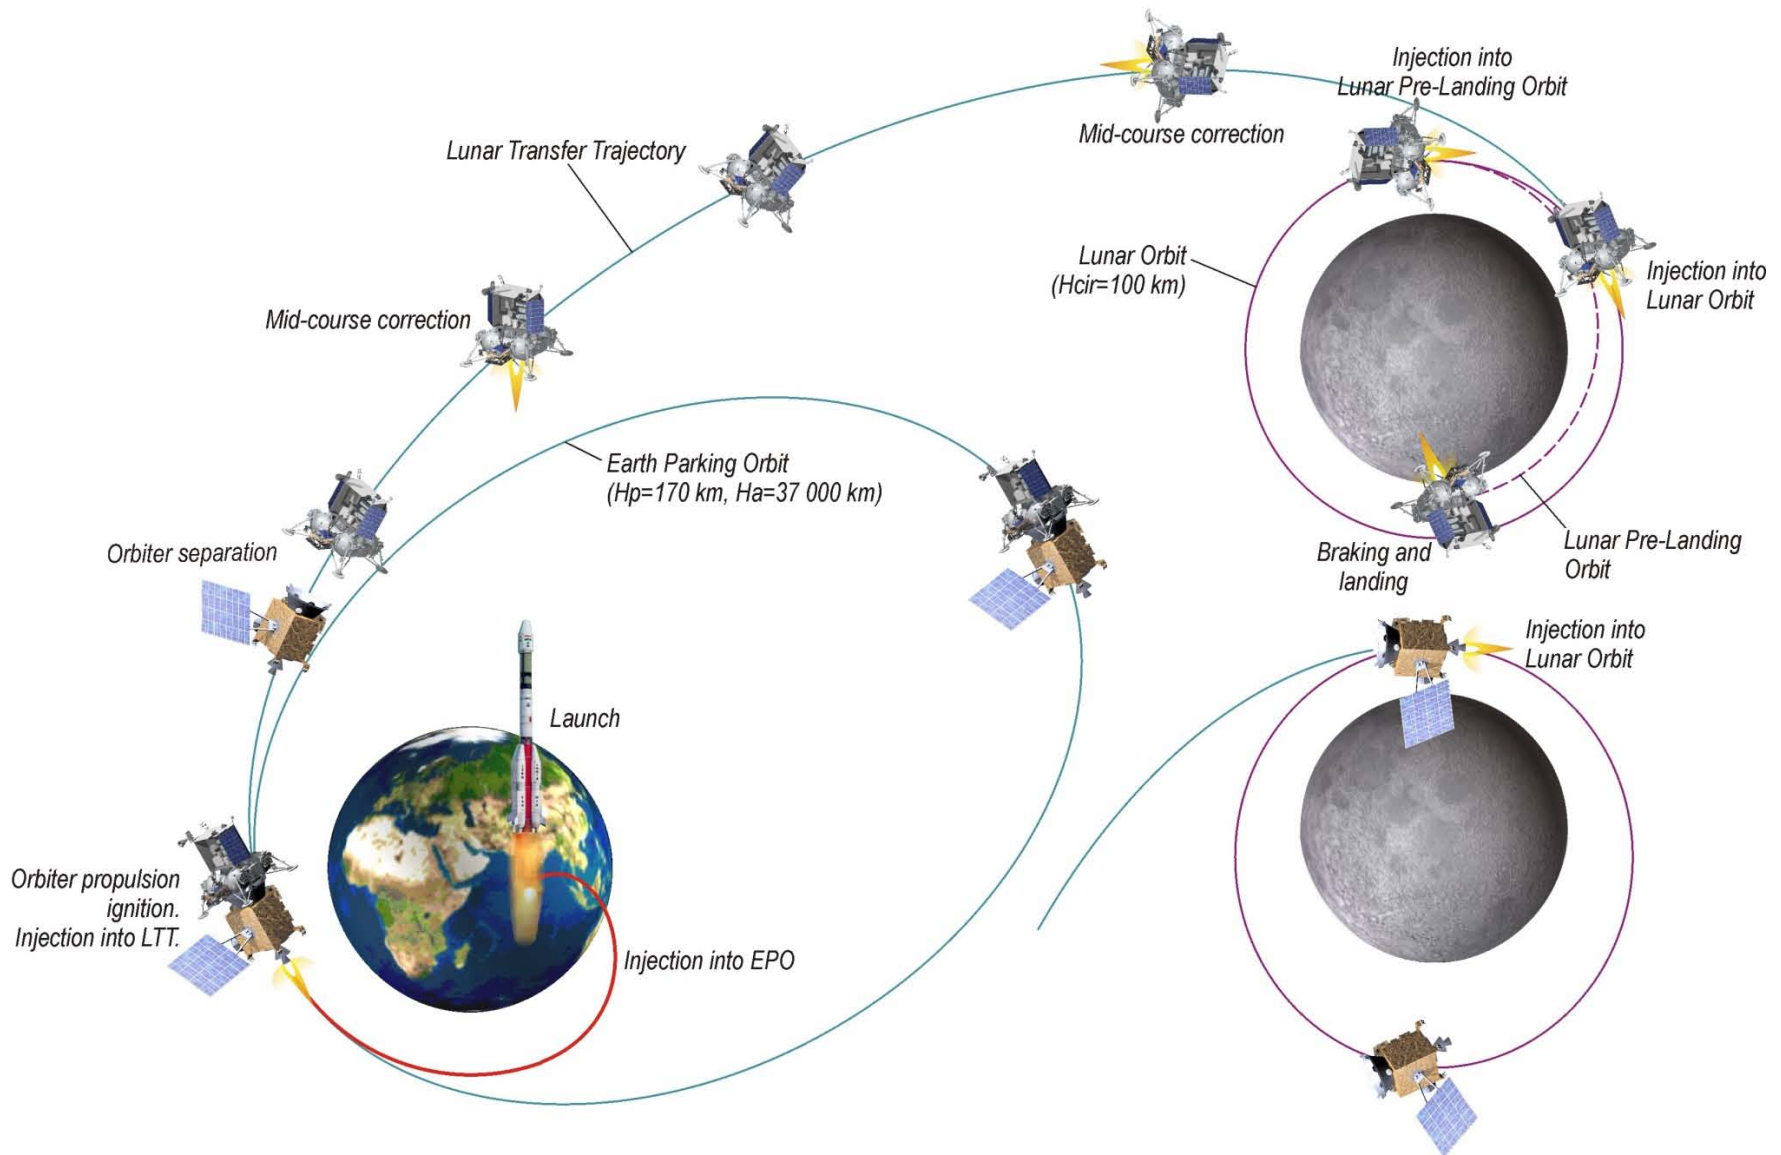 Injection into
Lunar Pre-Landing Orbit
Mid-course correction
Lunar Transfer Trajectory
Lunar Orbit
(Hcir=100 km)
Injection into
Lunar Orbit
Mid-course correction
Earth Parking Orbit
(Hp=170 km, Ha=37 000 km)
Orbiter separation
Braking and
landing
Lunar Pre-Landing
Orbit
Injection into
Lunar Orbit
Launch
Orbiter propulsion
ignition.
Injection into LTT.
Injection into EPO